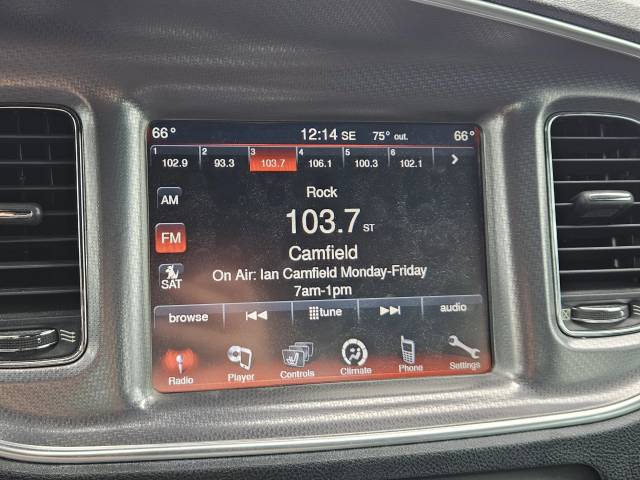 66° 12:14 SE 75° out. 66°
1 2 3 4 5 6
102.9 93.3 103.7 106.1 100.3 102.1 >
AM
Rock
103.7 ST
FM
Camfield
On Air: Ian Camfield Monday-Friday
7am-1pm
SAT
browse tune audio
Radio Player Controls Climate Phone Settings